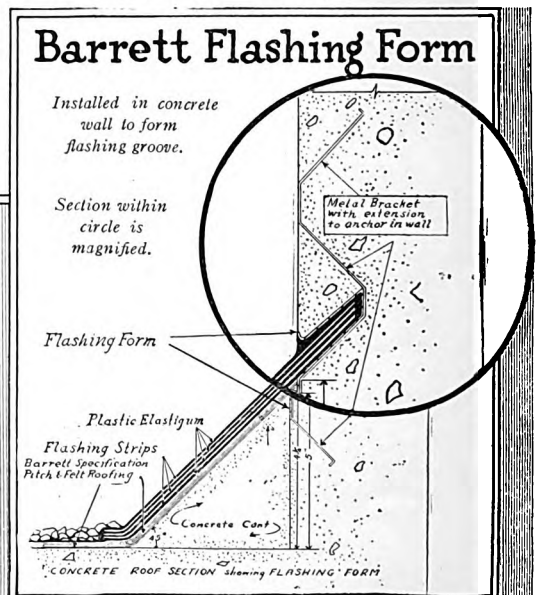 Barrett Flashing Form
Installed in concrete
wall to form
flashing groove.
Section within
circle is
magnified.
Metal Bracket
with extension
to anchor in wall
Flashing Form
Plastic Elastigum
Flashing Strips
Barrett Specification
Pitch & Felt Roofing
Concrete Cant
45°
CONCRETE ROOF SECTION showing FLASHING FORM